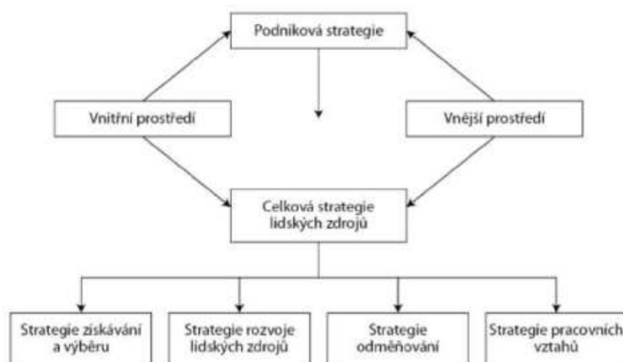 Podniková strategie
Vnitřní prostředí
Vnější prostředí
Celková strategie
lidských zdrojů
Strategie získávání
a výběru
Strategie rozvoje
lidských zdrojů
Strategie
odměňování
Strategie pracovních
vztahů